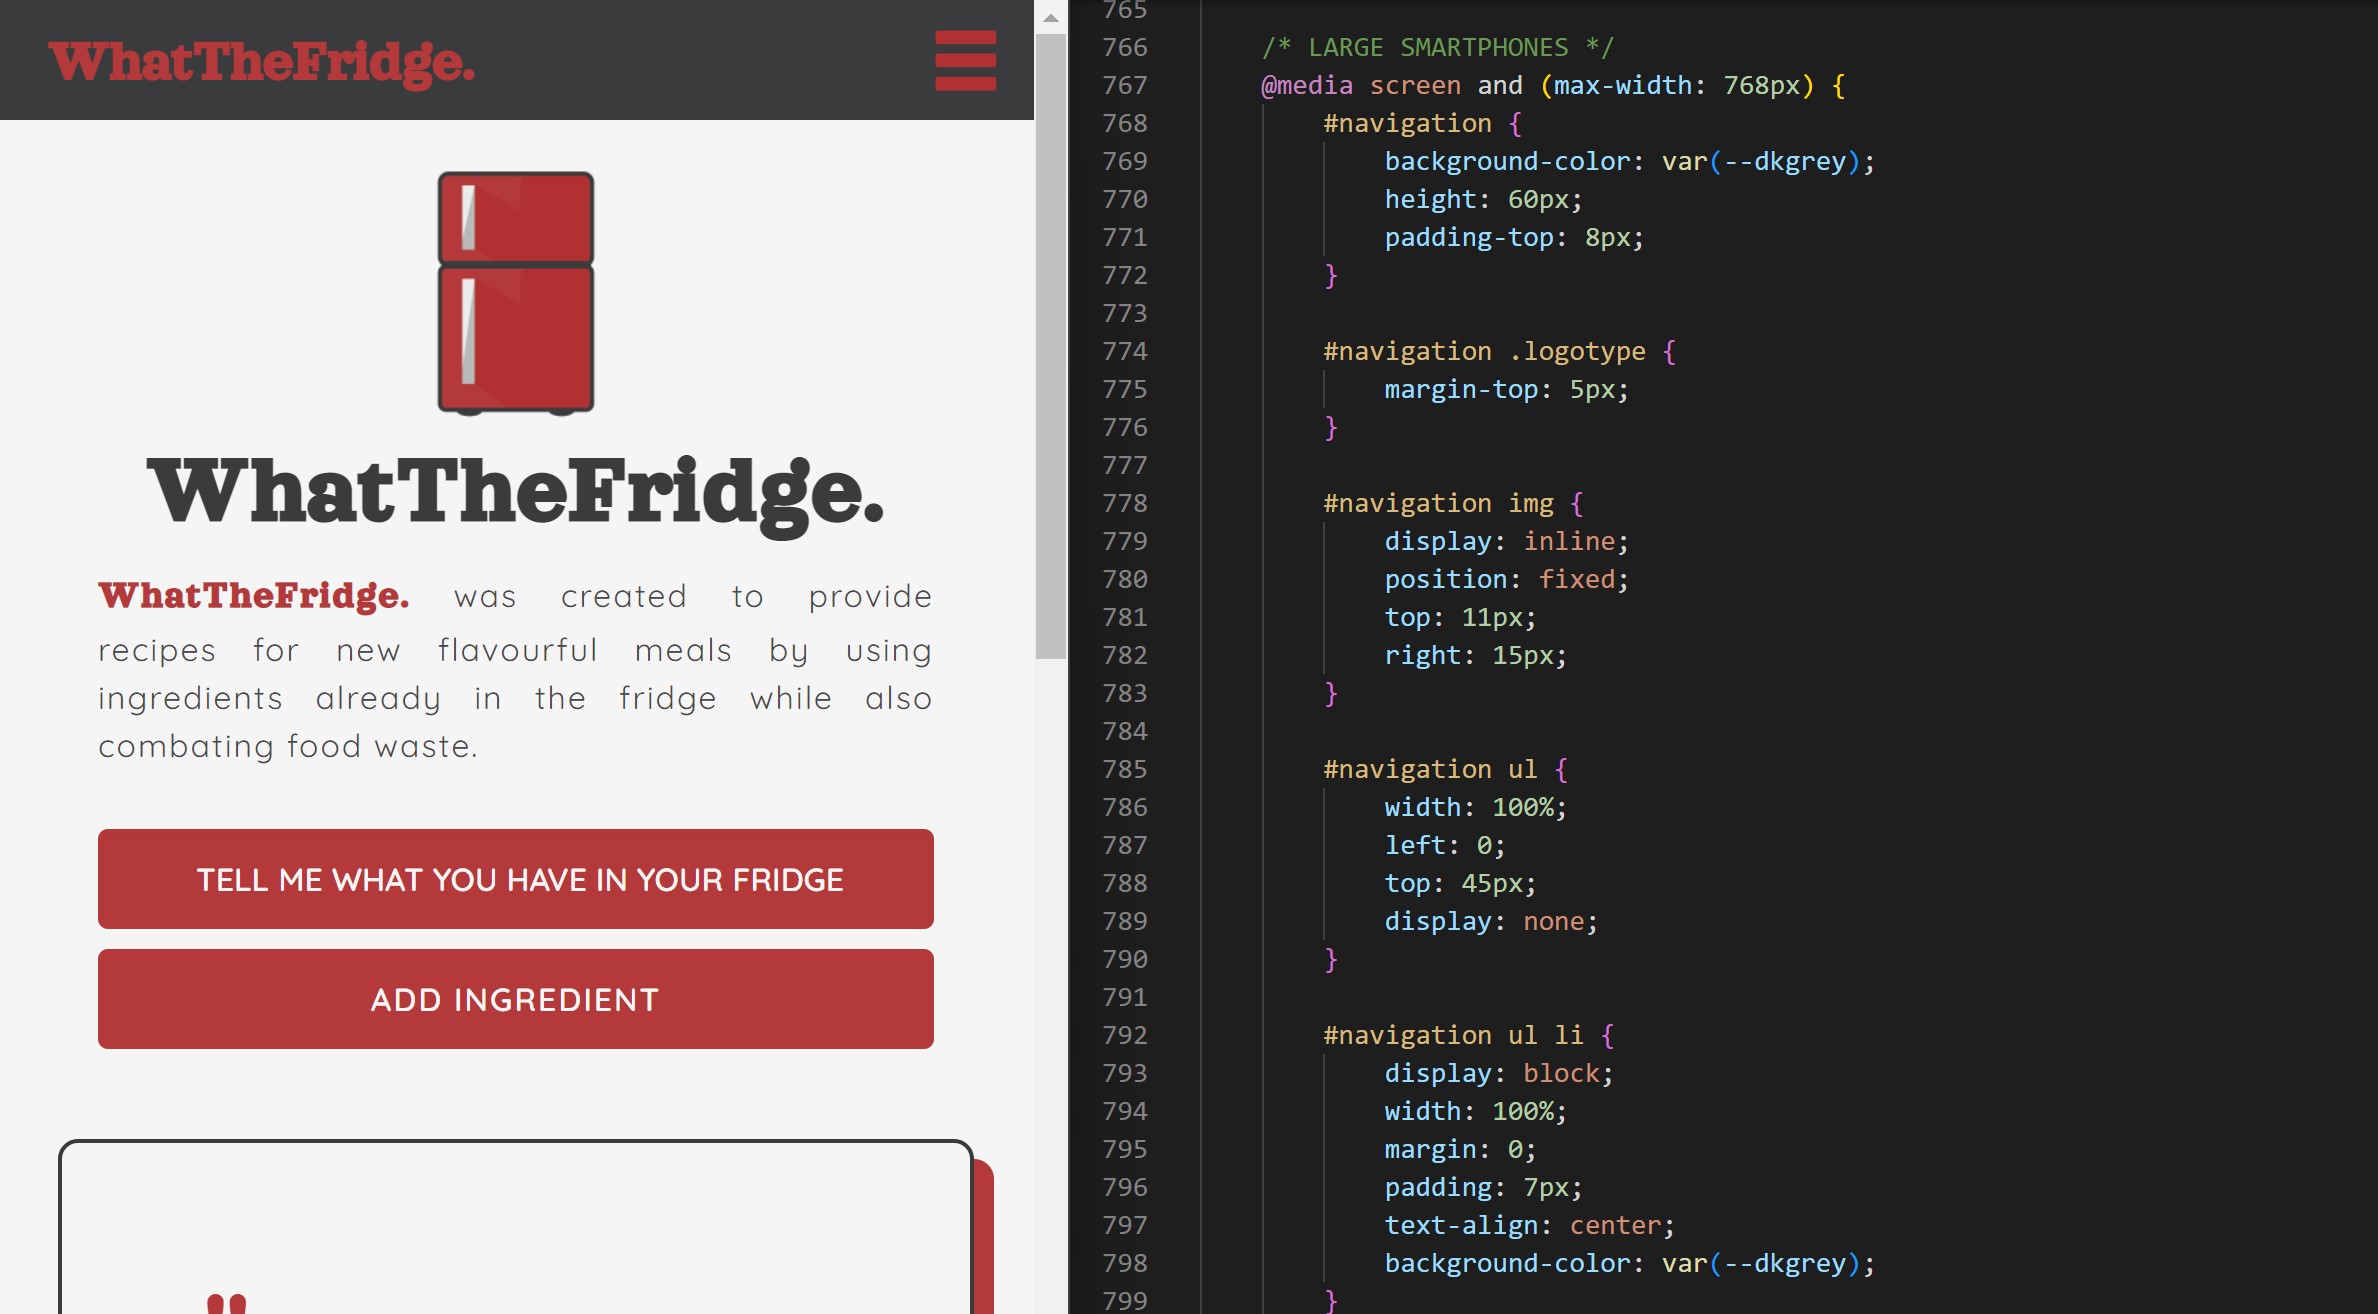 WhatTheFridge.
WhatTheFridge.
WhatTheFridge. was created to provide
recipes for new flavourful meals by using
ingredients already in the fridge while also
combating food waste.
TELL ME WHAT YOU HAVE IN YOUR FRIDGE
ADD INGREDIENT
"
765
766 /* LARGE SMARTPHONES */
767 @media screen and (max-width: 768px) {
768 #navigation {
769 background-color: var(--dkgrey);
770 height: 60px;
771 padding-top: 8px;
772 }
773
774 #navigation .logotype {
775 margin-top: 5px;
776 }
777
778 #navigation img {
779 display: inline;
780 position: fixed;
781 top: 11px;
782 right: 15px;
783 }
784
785 #navigation ul {
786 width: 100%;
787 left: 0;
788 top: 45px;
789 display: none;
790 }
791
792 #navigation ul li {
793 display: block;
794 width: 100%;
795 margin: 0;
796 padding: 7px;
797 text-align: center;
798 background-color: var(--dkgrey);
799 }